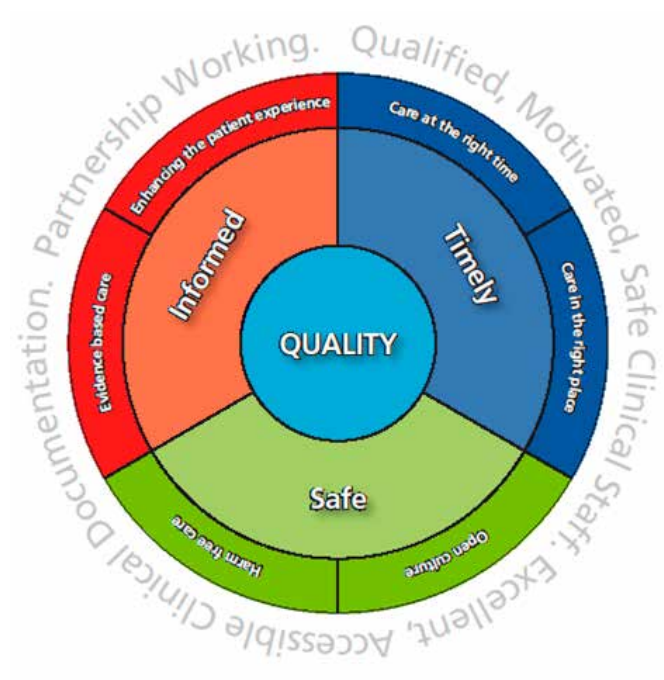 Partnership Working.
Qualified, Motivated, Safe Clinical Staff.
Excellent, Accessible Clinical Documentation.
Enhancing the patient experience
Care at the right time
Informed
Timely
Evidence based care
QUALITY
Care in the right place
Safe
Harm free care
Open culture